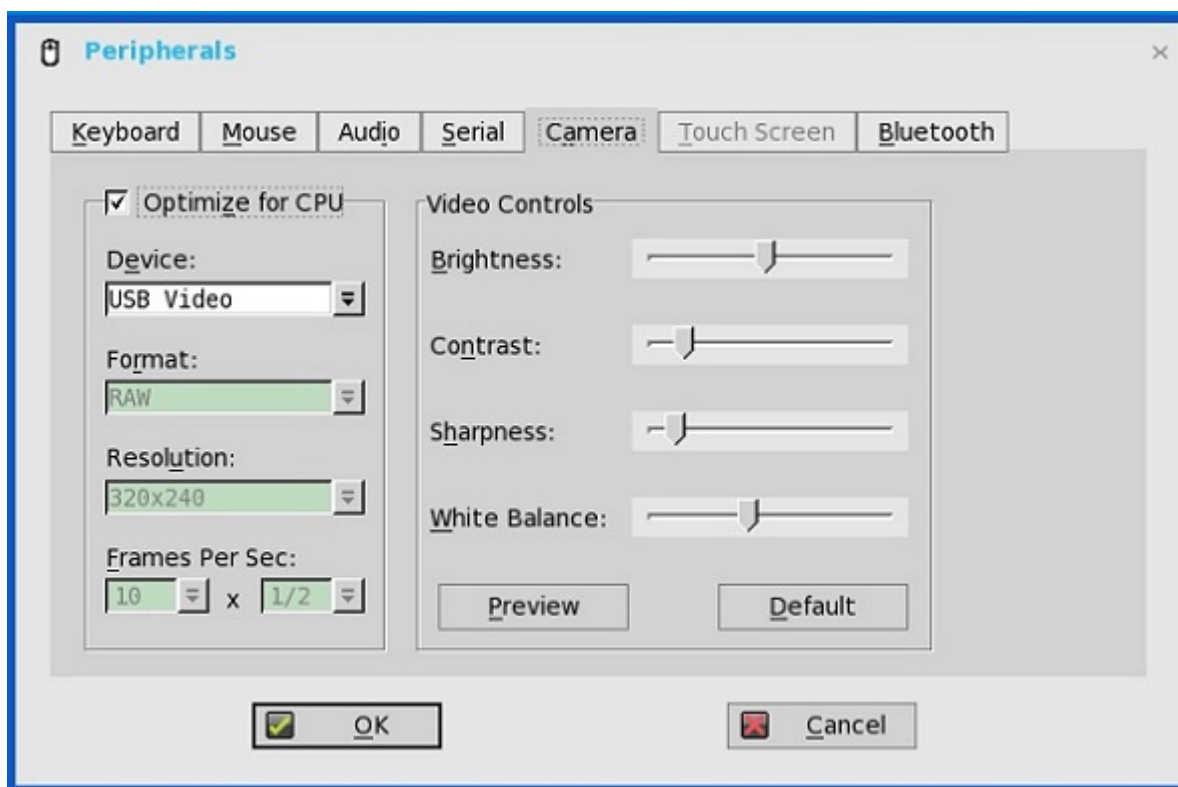 Peripherals
Keyboard Mouse Audio Serial Camera Touch Screen Bluetooth
Optimize for CPU
Device:
USB Video
Format:
RAW
Resolution:
320x240
Frames Per Sec:
10 x 1/2
Video Controls
Brightness:
Contrast:
Sharpness:
White Balance:
Preview Default
OK Cancel